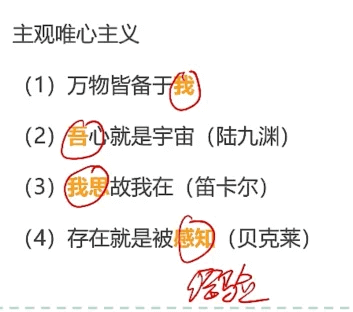 主观唯心主义
（1）万物皆备于我
（2）吾心就是宇宙（陆九渊）
（3）我思故我在（笛卡尔）
（4）存在就是被感知（贝克莱）
经验